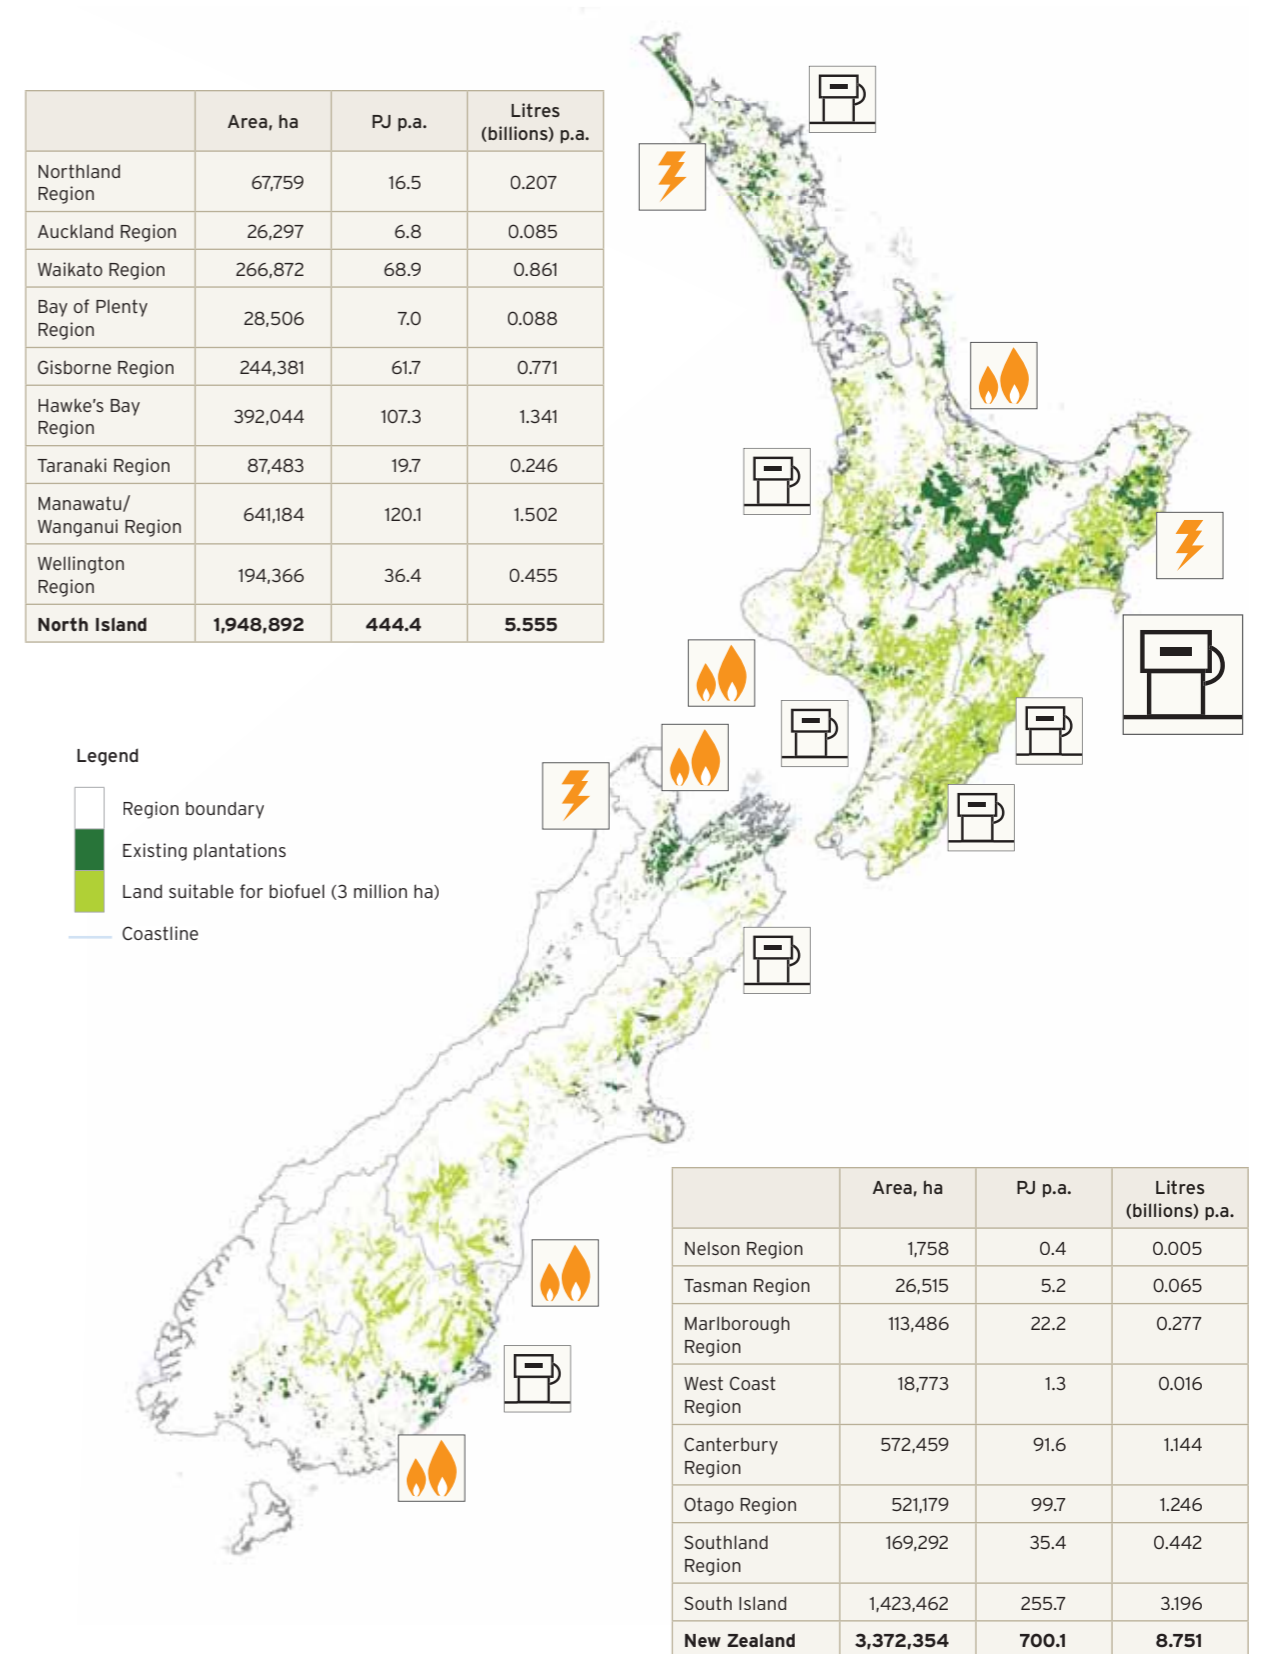 Area, ha PJ p.a. Litres
(billions) p.a.
Northland
Region 67,759 16.5 0.207
Auckland Region 26,297 6.8 0.085
Waikato Region 266,872 68.9 0.861
Bay of Plenty
Region 28,506 7.0 0.088
Gisborne Region 244,381 61.7 0.771
Hawke's Bay
Region 392,044 107.3 1.341
Taranaki Region 87,483 19.7 0.246
Manawatu/
Wanganui Region 641,184 120.1 1.502
Wellington
Region 194,366 36.4 0.455
North Island 1,948,892 444.4 5.555
Legend
Region boundary
Existing plantations
Land suitable for biofuel (3 million ha)
Coastline
Area, ha PJ p.a. Litres
(billions) p.a.
Nelson Region 1,758 0.4 0.005
Tasman Region 26,515 5.2 0.065
Marlborough 113,486 22.2 0.277
Region
West Coast 18,773 1.3 0.016
Region
Canterbury 572,459 91.6 1.144
Region
Otago Region 521,179 99.7 1.246
Southland 169,292 35.4 0.442
Region
South Island 1,423,462 255.7 3.196
New Zealand 3,372,354 700.1 8.751